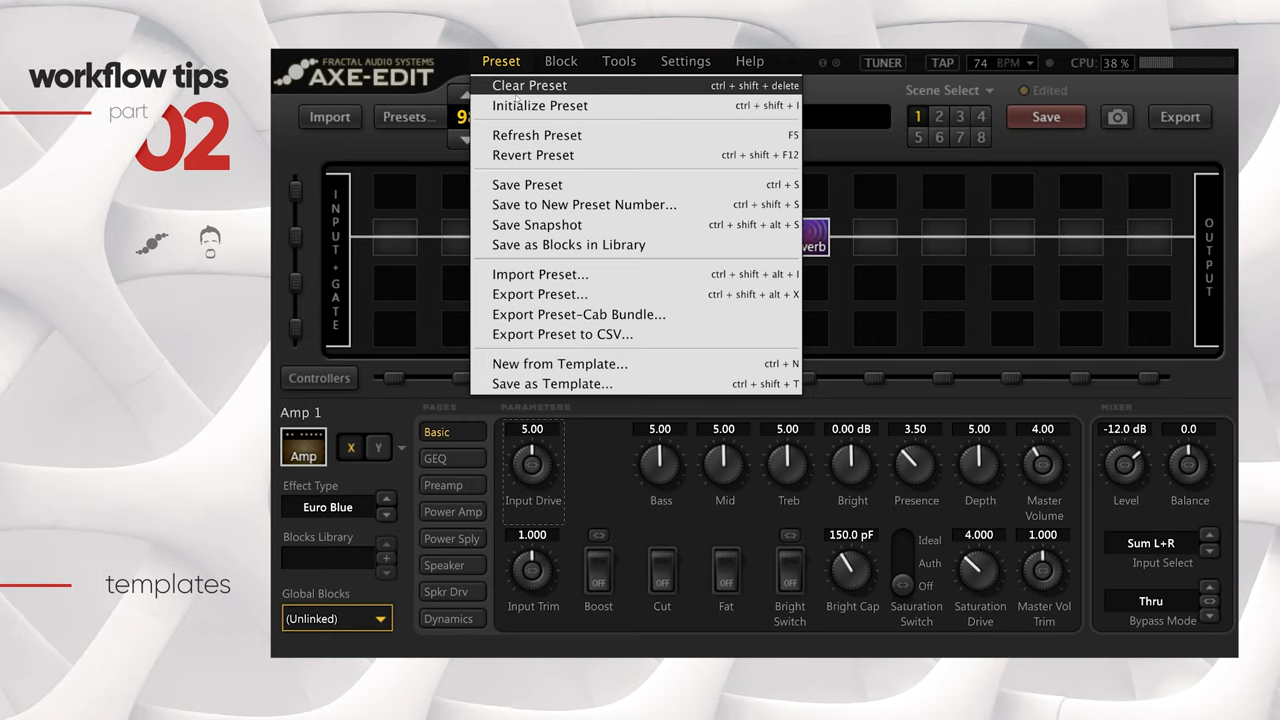 workflow tips
part
02
templates
FRACTAL AUDIO SYSTEMS
AXE-EDIT
Preset Block Tools Settings Help
TUNER TAP 74 BPM CPU: 38 %
Clear Preset ctrl + shift + delete
Initialize Preset ctrl + shift + I
Refresh Preset F5
Revert Preset ctrl + shift + F12
Save Preset ctrl + S
Save to New Preset Number... ctrl + shift + S
Save Snapshot ctrl + shift + alt + S
Save as Blocks in Library
Import Preset... ctrl + shift + alt + I
Export Preset... ctrl + shift + alt + X
Export Preset-Cab Bundle...
Export Preset to CSV...
New from Template... ctrl + N
Save as Template... ctrl + shift + T
Scene Select Edited
Import Presets... 1 2 3 4 Save Export
5 6 7 8
INPUT + GATE
verb
OUTPUT
Controllers
Amp 1
Amp
X Y
Effect Type
Euro Blue
Blocks Library
Global Blocks
(Unlinked)
PAGES
Basic
GEQ
Preamp
Power Amp
Power Sply
Speaker
Spkr Drv
Dynamics
PARAMETERS
5.00 5.00 5.00 5.00 0.00 dB 3.50 5.00 4.00
Input Drive Bass Mid Treb Bright Presence Depth Master Volume
1.000 150.0 pF Ideal 4.000 1.000
Auth
OFF OFF OFF OFF Off
Input Trim Boost Cut Fat Bright Switch Bright Cap Saturation Switch Saturation Drive Master Vol Trim
MIXER
-12.0 dB 0.0
Level Balance
Sum L+R
Input Select
Thru
Bypass Mode